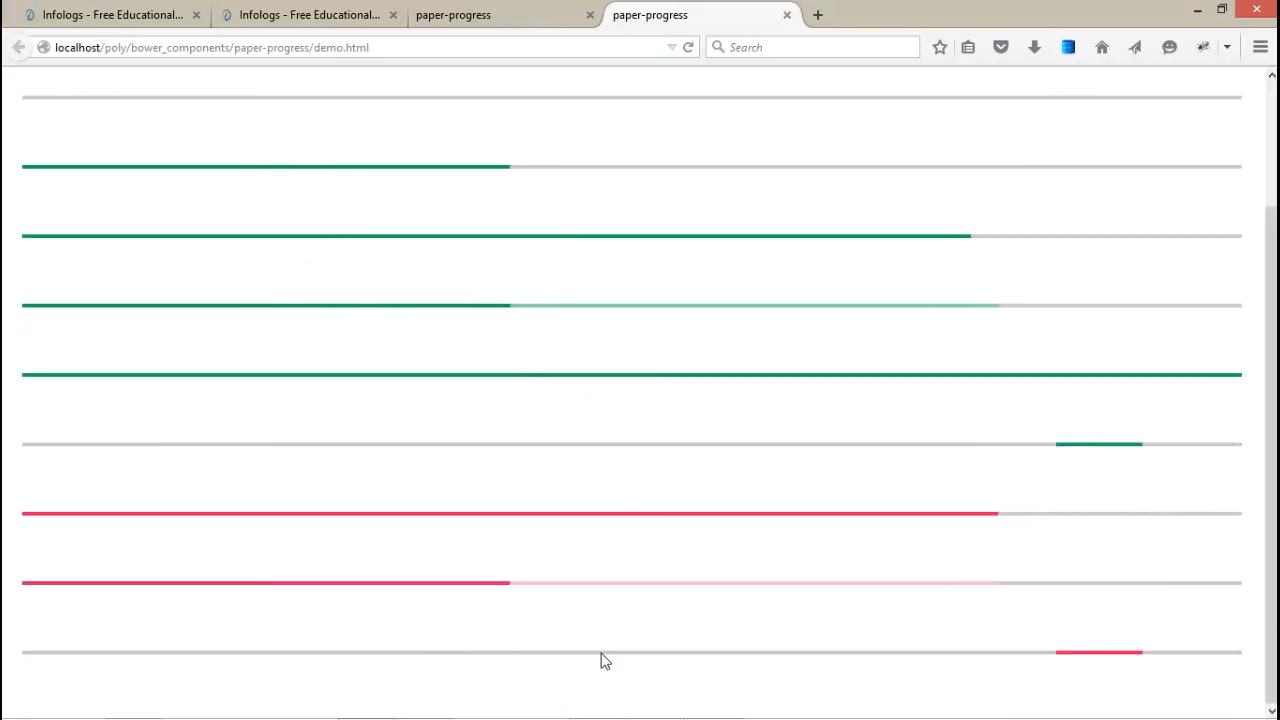 Infologs - Free Educational... Infologs - Free Educational... paper-progress paper-progress
localhost/poly/bower_components/paper-progress/demo.html Search